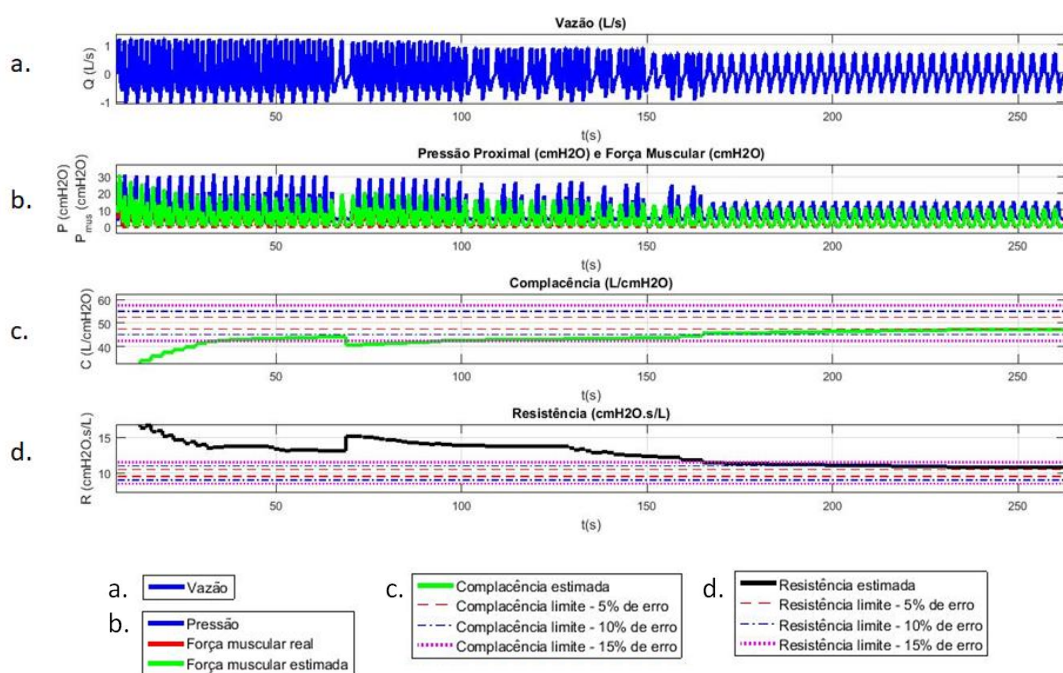 Vazão (L/s)
a.
Q (L/s)
1
0
-1
50
100
150
200
250
t(s)
Pressão Proximal (cmH2O) e Força Muscular (cmH2O)
b.
P (cmH2O)
P mus (cmH2O)
30
20
10
0
50
100
150
200
250
t(s)
Complacência (L/cmH2O)
c.
C (L/cmH2O)
60
50
40
50
100
150
200
250
t(s)
Resistência (cmH2O.s/L)
d.
R (cmH2O.s/L)
15
10
50
100
150
200
250
t(s)
a.
Vazão
b.
Pressão
Força muscular real
Força muscular estimada
c.
Complacência estimada
Complacência limite - 5% de erro
Complacência limite - 10% de erro
Complacência limite - 15% de erro
d.
Resistência estimada
Resistência limite - 5% de erro
Resistência limite - 10% de erro
Resistência limite - 15% de erro